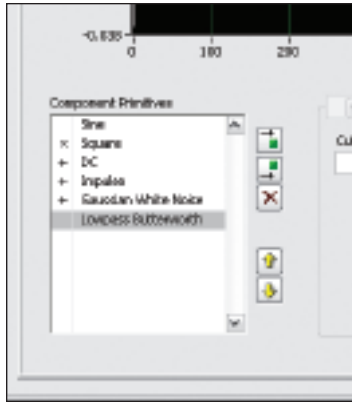 -0.035
0 100 200
Component Primitives
Sine
× Square
+ DC
+ Impulse
+ Gaussian White Noise
Lowpass Butterworth